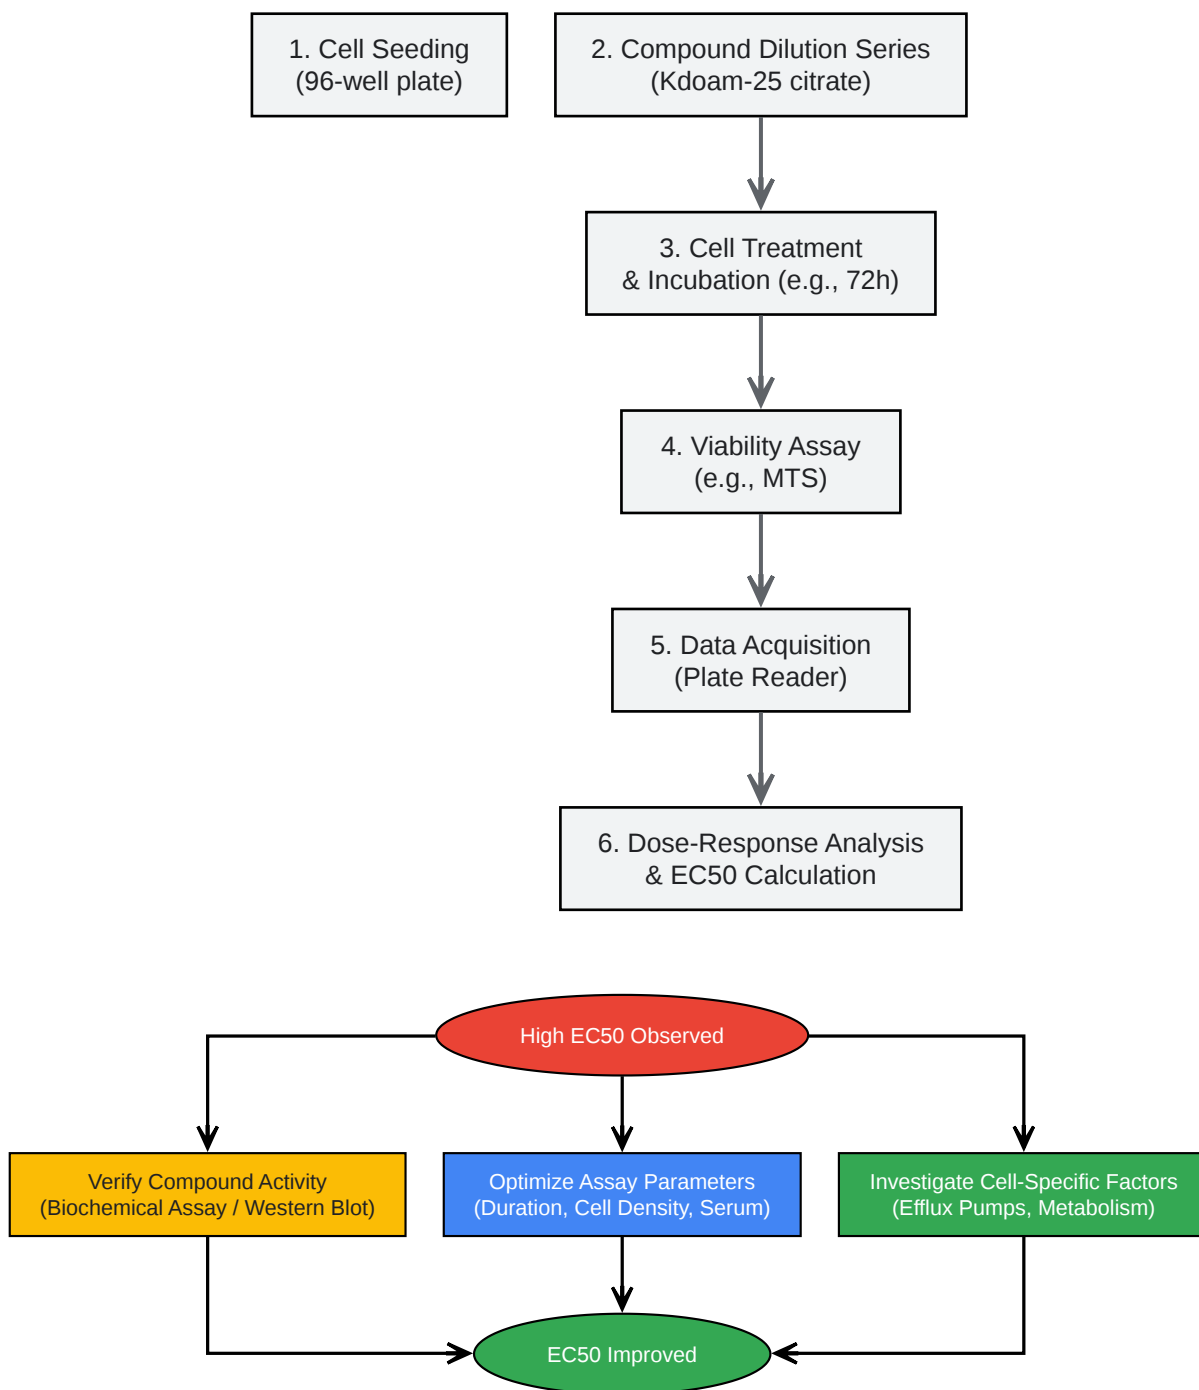 1. Cell Seeding
(96-well plate)
2. Compound Dilution Series
(Kdoam-25 citrate)
3. Cell Treatment
& Incubation (e.g., 72h)
4. Viability Assay
(e.g., MTS)
5. Data Acquisition
(Plate Reader)
6. Dose-Response Analysis
& EC50 Calculation
High EC50 Observed
Verify Compound Activity
(Biochemical Assay / Western Blot)
Optimize Assay Parameters
(Duration, Cell Density, Serum)
Investigate Cell-Specific Factors
(Efflux Pumps, Metabolism)
EC50 Improved